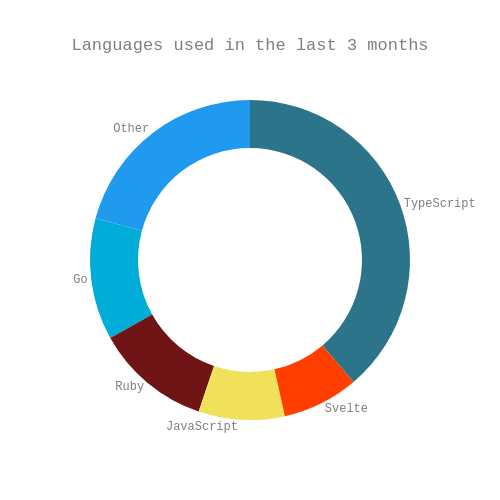 Languages used in the last 3 months
Other
TypeScript
Go
Ruby
Svelte
JavaScript